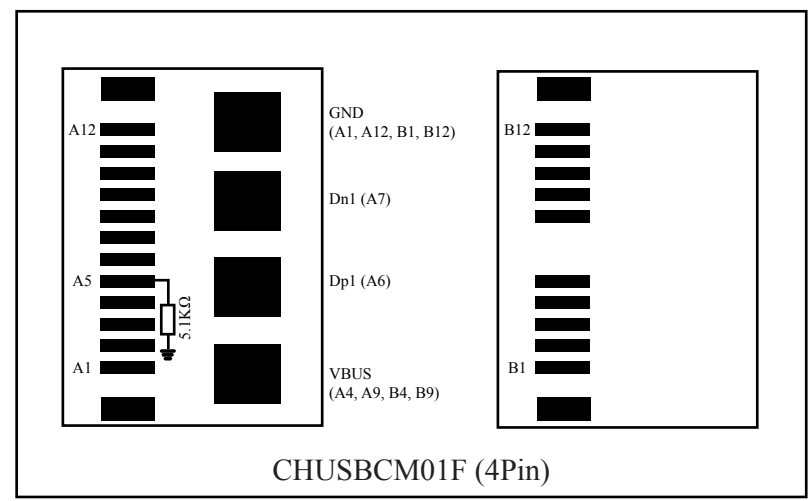 GND
(A1, A12, B1, B12)
A12
B12
Dn1 (A7)
A5
Dp1 (A6)
5.1KΩ
A1
VBUS
(A4, A9, B4, B9)
B1
CHUSBCM01F (4Pin)